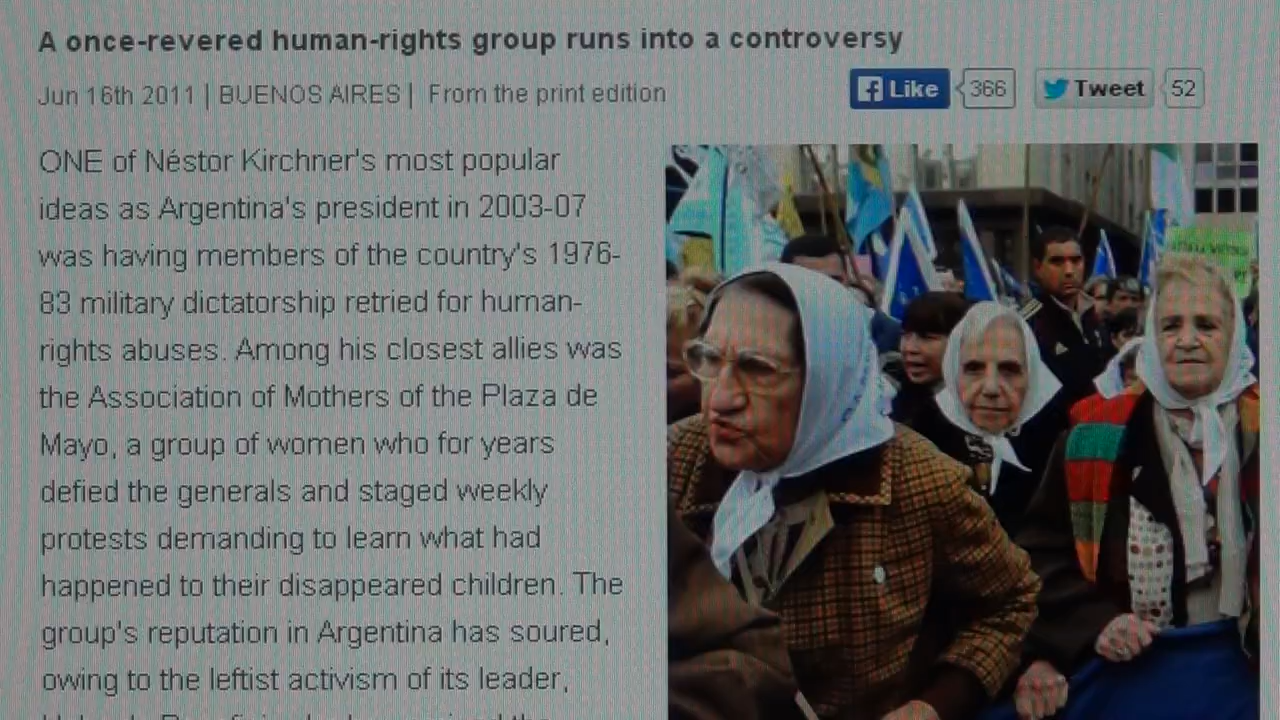 A once-revered human-rights group runs into a controversy
Jun 16th 2011 | BUENOS AIRES | From the print edition
Like 366 Tweet 52
ONE of Néstor Kirchner's most popular
ideas as Argentina's president in 2003-07
was having members of the country's 1976-
83 military dictatorship retried for human-
rights abuses. Among his closest allies was
the Association of Mothers of the Plaza de
Mayo, a group of women who for years
defied the generals and staged weekly
protests demanding to learn what had
happened to their disappeared children. The
group's reputation in Argentina has soured,
owing to the leftist activism of its leader,